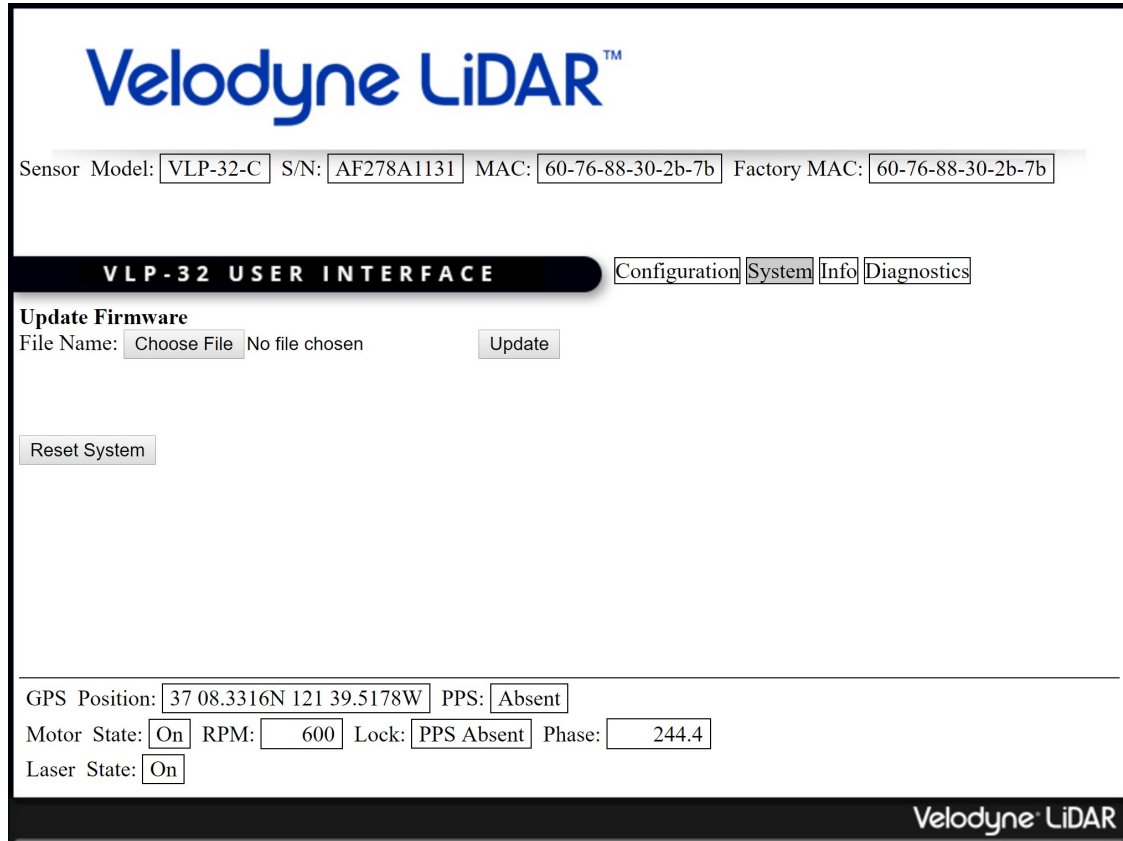 Velodyne LiDAR™
Sensor Model: VLP-32-C S/N: AF278A1131 MAC: 60-76-88-30-2b-7b Factory MAC: 60-76-88-30-2b-7b
VLP-32 USER INTERFACE Configuration System Info Diagnostics
Update Firmware
File Name: Choose File No file chosen Update
Reset System
GPS Position: 37 08.3316N 121 39.5178W PPS: Absent
Motor State: On RPM: 600 Lock: PPS Absent Phase: 244.4
Laser State: On
Velodyne LiDAR